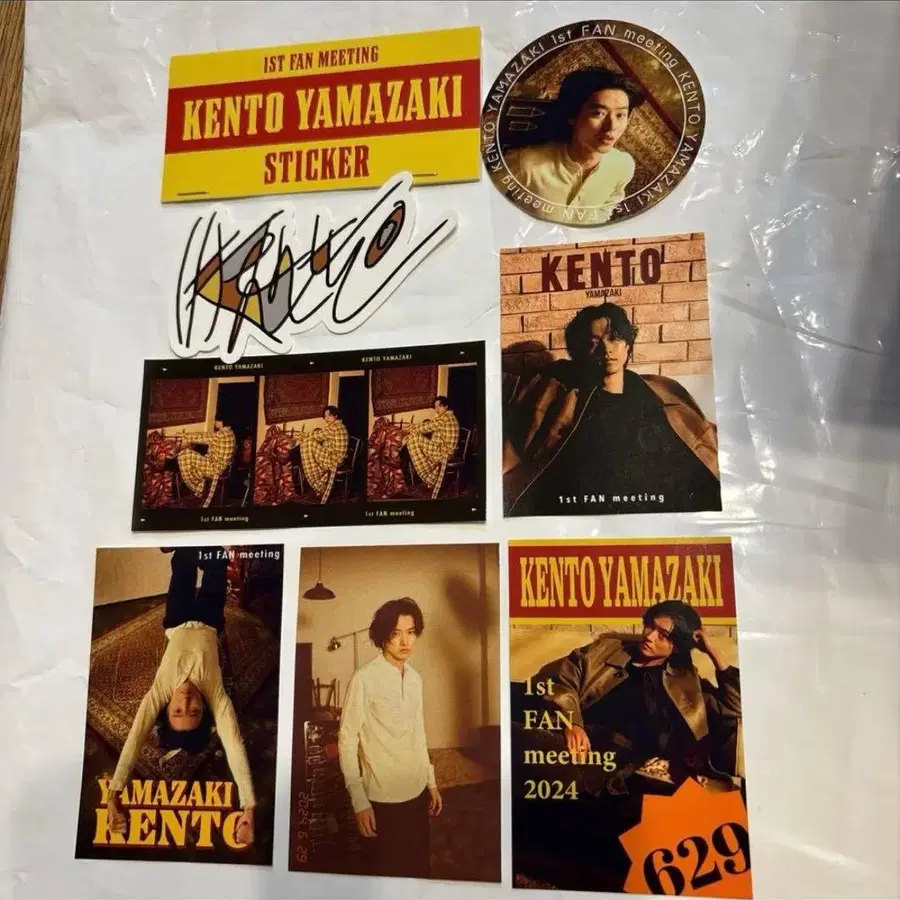 1ST FAN MEETING
KENTO YAMAZAKI
STICKER
KENTO YAMAZAKI 1st FAN meeting KENTO YAMAZAKI 1st FAN meeting
Kento
KENTO
YAMAZAKI
1st FAN meeting
KENTO YAMAZAKI KENTO YAMAZAKI
1st FAN meeting 1st FAN meeting
1st FAN meeting
YAMAZAKI
KENTO
KENTO YAMAZAKI
1st
FAN
meeting
2024
629